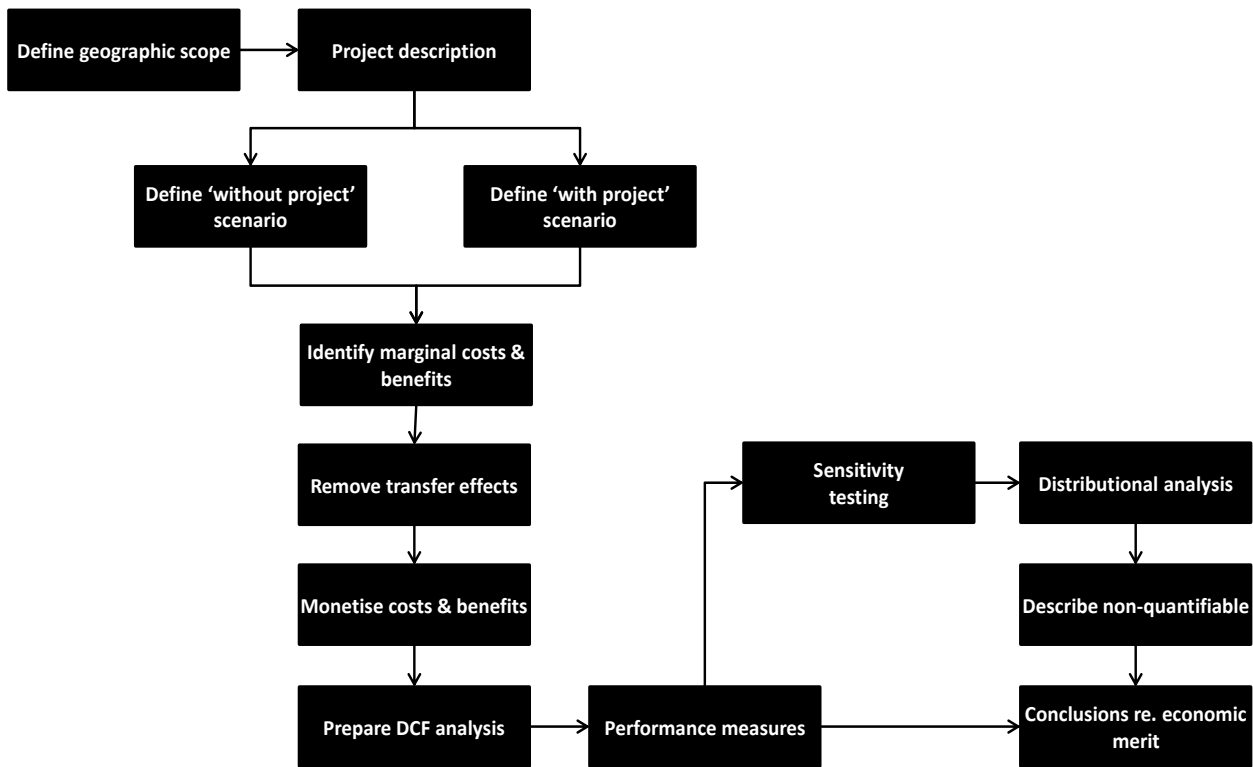 Define geographic scope
Project description
Define ‘without project’
scenario
Define ‘with project’
scenario
Identify marginal costs &
benefits
Remove transfer effects
Monetise costs & benefits
Prepare DCF analysis
Performance measures
Sensitivity
testing
Distributional analysis
Describe non-quantifiable
Conclusions re. economic
merit